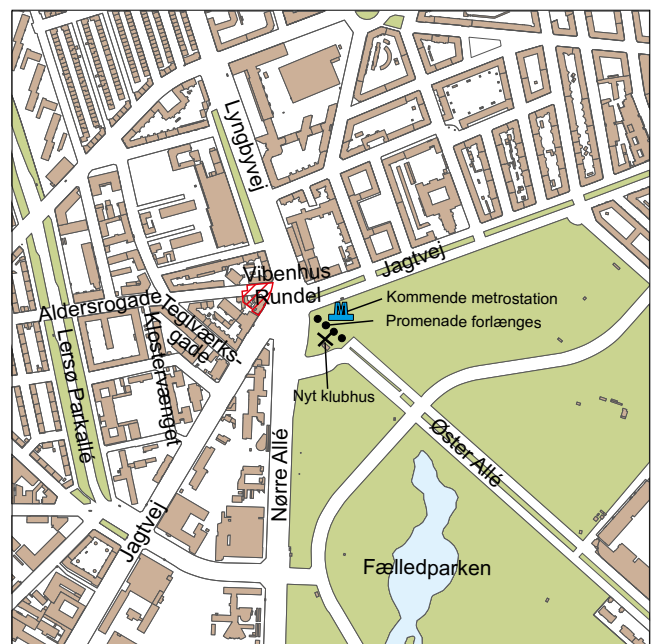 Lyngbyvej
Vibenhus
Rundel
Jagtvej
Kommende metrostation
Promenade forlænges
Nyt klubhus
Aldersrogade
Teglværks-
gade
Klostervænget
Lersø Parkallé
Nørre Allé
Øster Allé
Jagtvej
Fælledparken
M